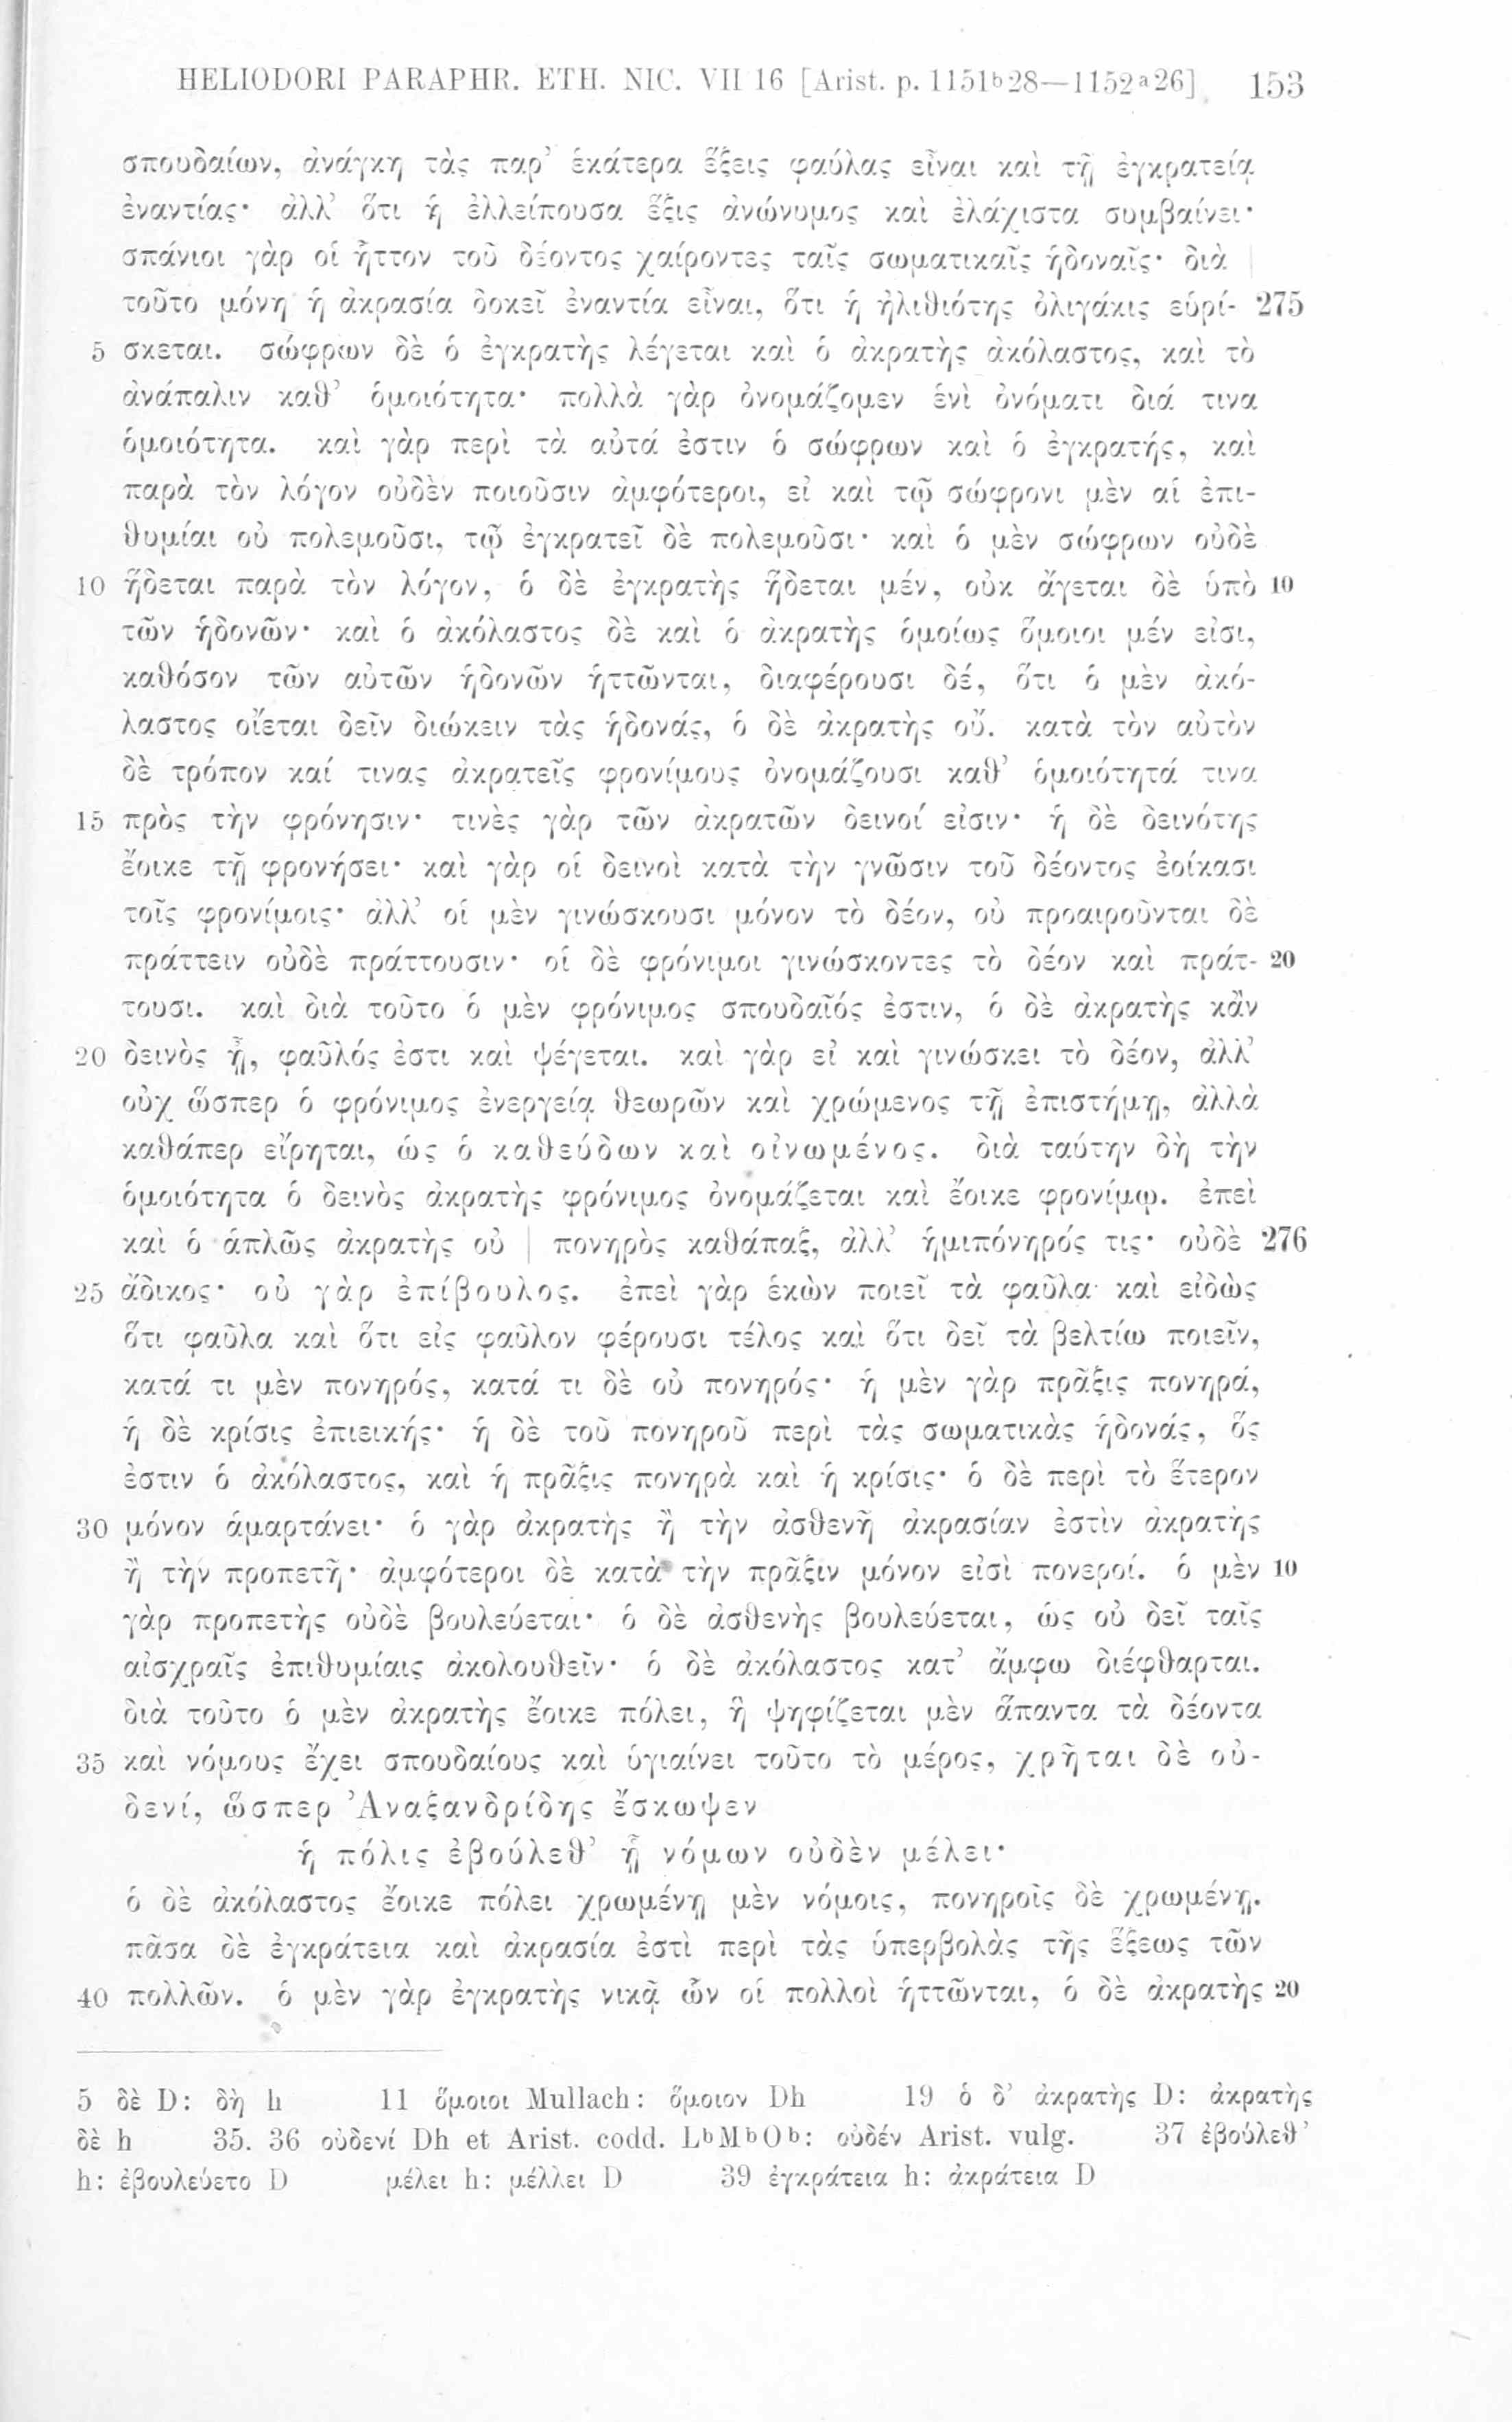 HELIODORI PARAPHR. ETH. NIC. VII 16 [Arist. p. 1151b28—1152a26] 153
σπουδαίων, ἀνάγκη τὰς παρ’ ἑκάτερα ἕξεις φαύλας εἶναι καὶ τῇ ἐγκρατείᾳ
ἐναντίας· ἀλλ’ ὅτι ἡ ἐλλείπουσα ἕξις ἀνώνυμος καὶ ἐλάχιστα συμβαίνει·
σπάνιοι γὰρ οἱ ἧττον τοῦ δέοντος χαίροντες ταῖς σωματικαῖς ἡδοναῖς· διὰ |
τοῦτο μόνη ἡ ἀκρασία δοκεῖ ἐναντία εἶναι, ὅτι ἡ ἠλιθιότης ὀλιγάκις εὑρί- 275
5 σκεται. σώφρων δὲ ὁ ἐγκρατὴς λέγεται καὶ ὁ ἀκρατὴς ἀκόλαστος, καὶ τὸ
ἀνάπαλιν καθ’ ὁμοιότητα· πολλὰ γὰρ ὀνομάζομεν ἑνὶ ὀνόματι διά τινα
ὁμοιότητα. καὶ γὰρ περὶ τὰ αὐτά ἐστιν ὁ σώφρων καὶ ὁ ἐγκρατής, καὶ
παρὰ τὸν λόγον οὐδὲν ποιοῦσιν ἀμφότεροι, εἰ καὶ τῷ σώφρονι μὲν αἱ ἐπι-
θυμίαι οὐ πολεμοῦσι, τῷ ἐγκρατεῖ δὲ πολεμοῦσι· καὶ ὁ μὲν σώφρων οὐδὲ
10 ἥδεται παρὰ τὸν λόγον, ὁ δὲ ἐγκρατὴς ἥδεται μέν, οὐκ ἄγεται δὲ ὑπὸ 10
τῶν ἡδονῶν· καὶ ὁ ἀκόλαστος δὲ καὶ ὁ ἀκρατὴς ὁμοίως ὅμοιοι μέν εἰσι,
καθόσον τῶν αὐτῶν ἡδονῶν ἡττῶνται, διαφέρουσι δέ, ὅτι ὁ μὲν ἀκό-
λαστος οἴεται δεῖν διώκειν τὰς ἡδονάς, ὁ δὲ ἀκρατὴς οὔ. κατὰ τὸν αὐτὸν
δὲ τρόπον καί τινας ἀκρατεῖς φρονίμους ὀνομάζουσι καθ’ ὁμοιότητά τινα
15 πρὸς τὴν φρόνησιν· τινὲς γὰρ τῶν ἀκρατῶν δεινοί εἰσιν· ἡ δὲ δεινότης
ἔοικε τῇ φρονήσει· καὶ γὰρ οἱ δεινοὶ κατὰ τὴν γνῶσιν τοῦ δέοντος ἐοίκασι
τοῖς φρονίμοις· ἀλλ’ οἱ μὲν γινώσκουσι μόνον τὸ δέον, οὐ προαιροῦνται δὲ
πράττειν οὐδὲ πράττουσιν· οἱ δὲ φρόνιμοι γινώσκοντες τὸ δέον καὶ πράτ- 20
τουσι. καὶ διὰ τοῦτο ὁ μὲν φρόνιμος σπουδαῖός ἐστιν, ὁ δὲ ἀκρατὴς κἂν
20 δεινὸς ᾖ, φαῦλός ἐστι καὶ ψέγεται. καὶ γὰρ εἰ καὶ γινώσκει τὸ δέον, ἀλλ’
οὐχ ὥσπερ ὁ φρόνιμος ἐνεργείᾳ θεωρῶν καὶ χρώμενος τῇ ἐπιστήμῃ, ἀλλὰ
καθάπερ εἴρηται, ὡς ὁ καθεύδων καὶ οἰνωμένος. διὰ ταύτην δὴ τὴν
ὁμοιότητα ὁ δεινὸς ἀκρατὴς φρόνιμος ὀνομάζεται καὶ ἔοικε φρονίμῳ. ἐπεὶ
καὶ ὁ ἁπλῶς ἀκρατὴς οὐ | πονηρὸς καθάπαξ, ἀλλ’ ἡμιπόνηρός τις· οὐδὲ 276
25 ἄδικος· οὐ γὰρ ἐπίβουλος. ἐπεὶ γὰρ ἑκὼν ποιεῖ τὰ φαῦλα καὶ εἰδὼς
ὅτι φαῦλα καὶ ὅτι εἰς φαῦλον φέρουσι τέλος καὶ ὅτι δεῖ τὰ βελτίω ποιεῖν,
κατά τι μὲν πονηρός, κατά τι δὲ οὐ πονηρός· ἡ μὲν γὰρ πρᾶξις πονηρά,
ἡ δὲ κρίσις ἐπιεικής· ἡ δὲ τοῦ πονηροῦ περὶ τὰς σωματικὰς ἡδονάς, ὅς
ἐστιν ὁ ἀκόλαστος, καὶ ἡ πρᾶξις πονηρὰ καὶ ἡ κρίσις· ὁ δὲ περὶ τὸ ἕτερον
30 μόνον ἁμαρτάνει· ὁ γὰρ ἀκρατὴς ἢ τὴν ἀσθενῆ ἀκρασίαν ἐστὶν ἀκρατὴς
ἢ τὴν προπετῆ· ἀμφότεροι δὲ κατὰ τὴν πρᾶξιν μόνον εἰσὶ πονεροί. ὁ μὲν 10
γὰρ προπετὴς οὐδὲ βουλεύεται· ὁ δὲ ἀσθενὴς βουλεύεται, ὡς οὐ δεῖ ταῖς
αἰσχραῖς ἐπιθυμίαις ἀκολουθεῖν· ὁ δὲ ἀκόλαστος κατ’ ἄμφω διέφθαρται.
διὰ τοῦτο ὁ μὲν ἀκρατὴς ἔοικε πόλει, ἣ ψηφίζεται μὲν ἅπαντα τὰ δέοντα
35 καὶ νόμους ἔχει σπουδαίους καὶ ὑγιαίνει τοῦτο τὸ μέρος, χρῆται δὲ οὐ-
δενί, ὥσπερ Ἀναξανδρίδης ἔσκωψεν
ἡ πόλις ἐβούλεθ’ ᾗ νόμων οὐδὲν μέλει·
ὁ δὲ ἀκόλαστος ἔοικε πόλει χρωμένῃ μὲν νόμοις, πονηροῖς δὲ χρωμένῃ.
πᾶσα δὲ ἐγκράτεια καὶ ἀκρασία ἐστὶ περὶ τὰς ὑπερβολὰς τῆς ἕξεως τῶν
40 πολλῶν. ὁ μὲν γὰρ ἐγκρατὴς νικᾷ ὧν οἱ πολλοὶ ἡττῶνται, ὁ δὲ ἀκρατὴς 20
5 δὲ D: δὴ h 11 ὅμοιοι Mullach: ὅμοιον Dh 19 ὁ δ’ ἀκρατὴς D: ἀκρατὴς
δὲ h 35. 36 οὐδενί Dh et Arist. codd. LbMbOb: οὐδέν Arist. vulg. 37 ἐβούλεθ’
h: ἐβουλεύετο D μέλει h: μέλλει D 39 ἐγκράτεια h: ἀκράτεια D